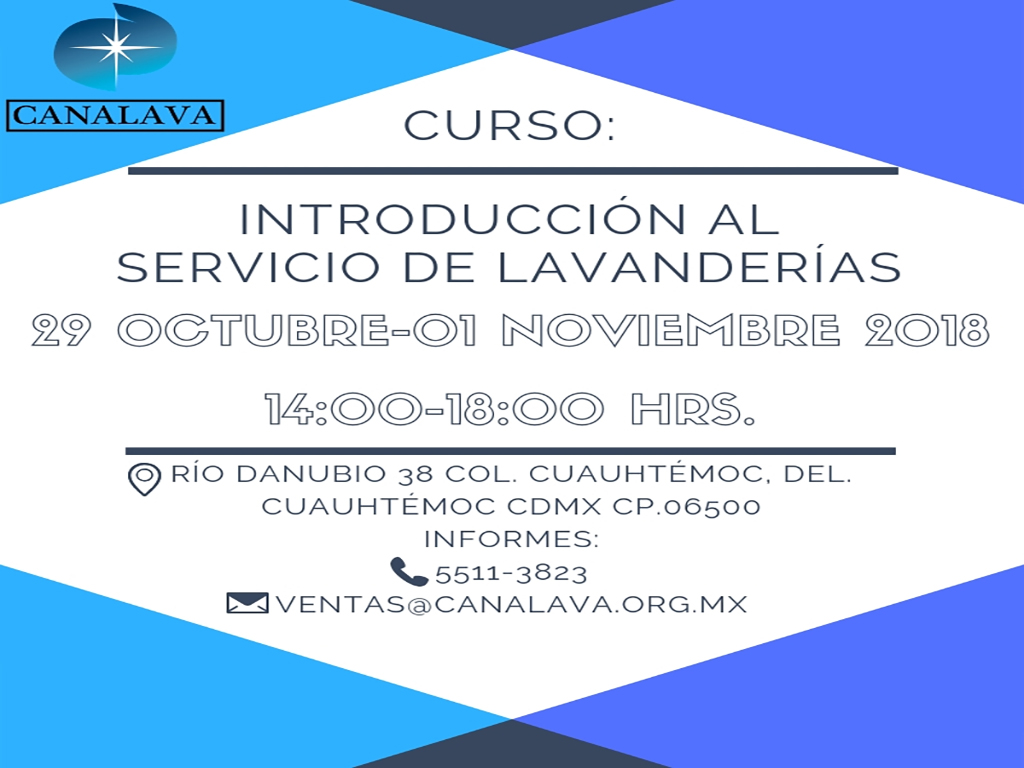 CANALAVA
CURSO:
INTRODUCCIÓN AL
SERVICIO DE LAVANDERÍAS
29 OCTUBRE-01 NOVIEMBRE 2018
14:00-18:00 HRS.
RÍO DANUBIO 38 COL. CUAUHTÉMOC, DEL.
CUAUHTÉMOC CDMX CP.06500
INFORMES:
5511-3823
VENTAS@CANALAVA.ORG.MX